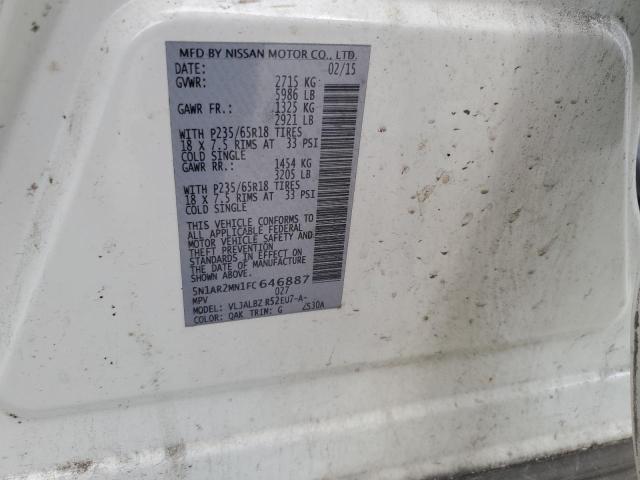 MFD BY NISSAN MOTOR CO., LTD.
DATE: 02/15
GVWR: 2715 KG
5986 LB
GAWR FR.: 1325 KG
2921 LB
WITH P235/65R18 TIRES
18 X 7.5 RIMS AT 33 PSI
COLD SINGLE
GAWR RR.: 1454 KG
3205 LB
WITH P235/65R18 TIRES
18 X 7.5 RIMS AT 33 PSI
COLD SINGLE
THIS VEHICLE CONFORMS TO
ALL APPLICABLE FEDERAL
MOTOR VEHICLE SAFETY AND
THEFT PREVENTION
STANDARDS IN EFFECT ON
THE DATE OF MANUFACTURE
5N1AR2MN1FC646887
MPV 027
MODEL: VLJALBZ R52EU7-A-
COLOR: QAK TRIM: G ZS30A